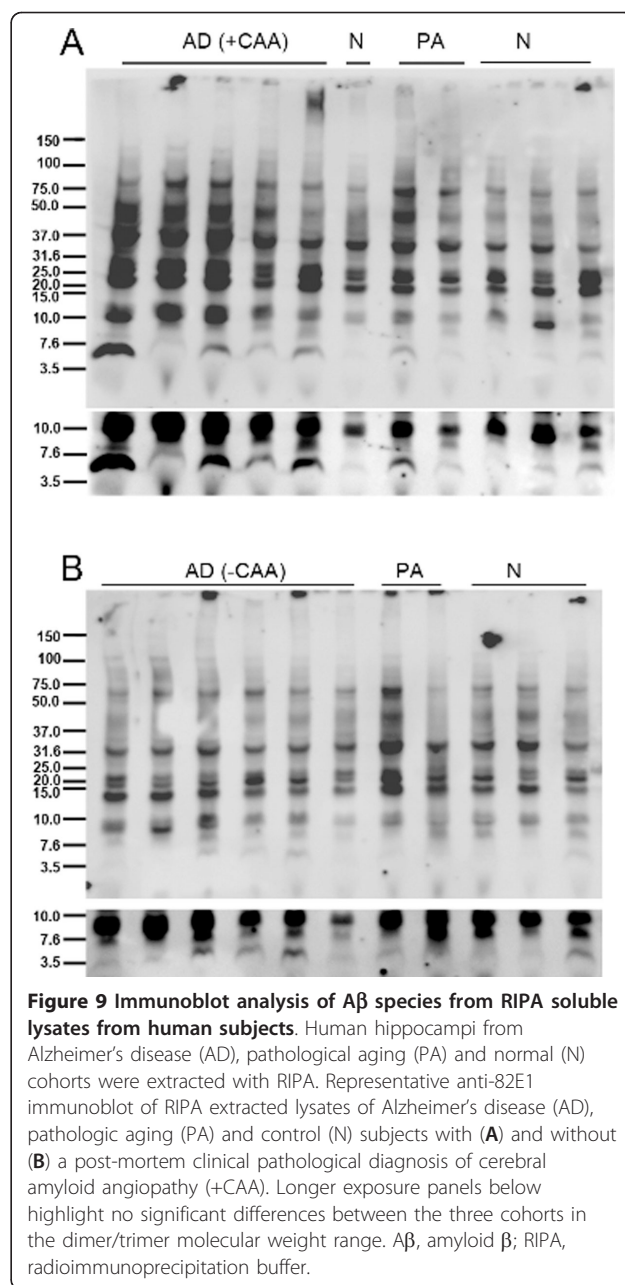 A
AD (+CAA) N PA N
150
100
75.0
50.0
37.0
31.6
25.0
20.0
15.0
10.0
7.6
3.5
10.0
7.6
3.5
B
AD (-CAA) PA N
150
100
75.0
50.0
37.0
31.6
25.0
20.0
15.0
10.0
7.6
3.5
10.0
7.6
3.5
Figure 9 Immunoblot analysis of Aβ species from RIPA soluble
lysates from human subjects. Human hippocampi from
Alzheimer's disease (AD), pathological aging (PA) and normal (N)
cohorts were extracted with RIPA. Representative anti-82E1
immunoblot of RIPA extracted lysates of Alzheimer's disease (AD),
pathologic aging (PA) and control (N) subjects with (A) and without
(B) a post-mortem clinical pathological diagnosis of cerebral
amyloid angiopathy (+CAA). Longer exposure panels below
highlight no significant differences between the three cohorts in
the dimer/trimer molecular weight range. Aβ, amyloid β; RIPA,
radioimmunoprecipitation buffer.